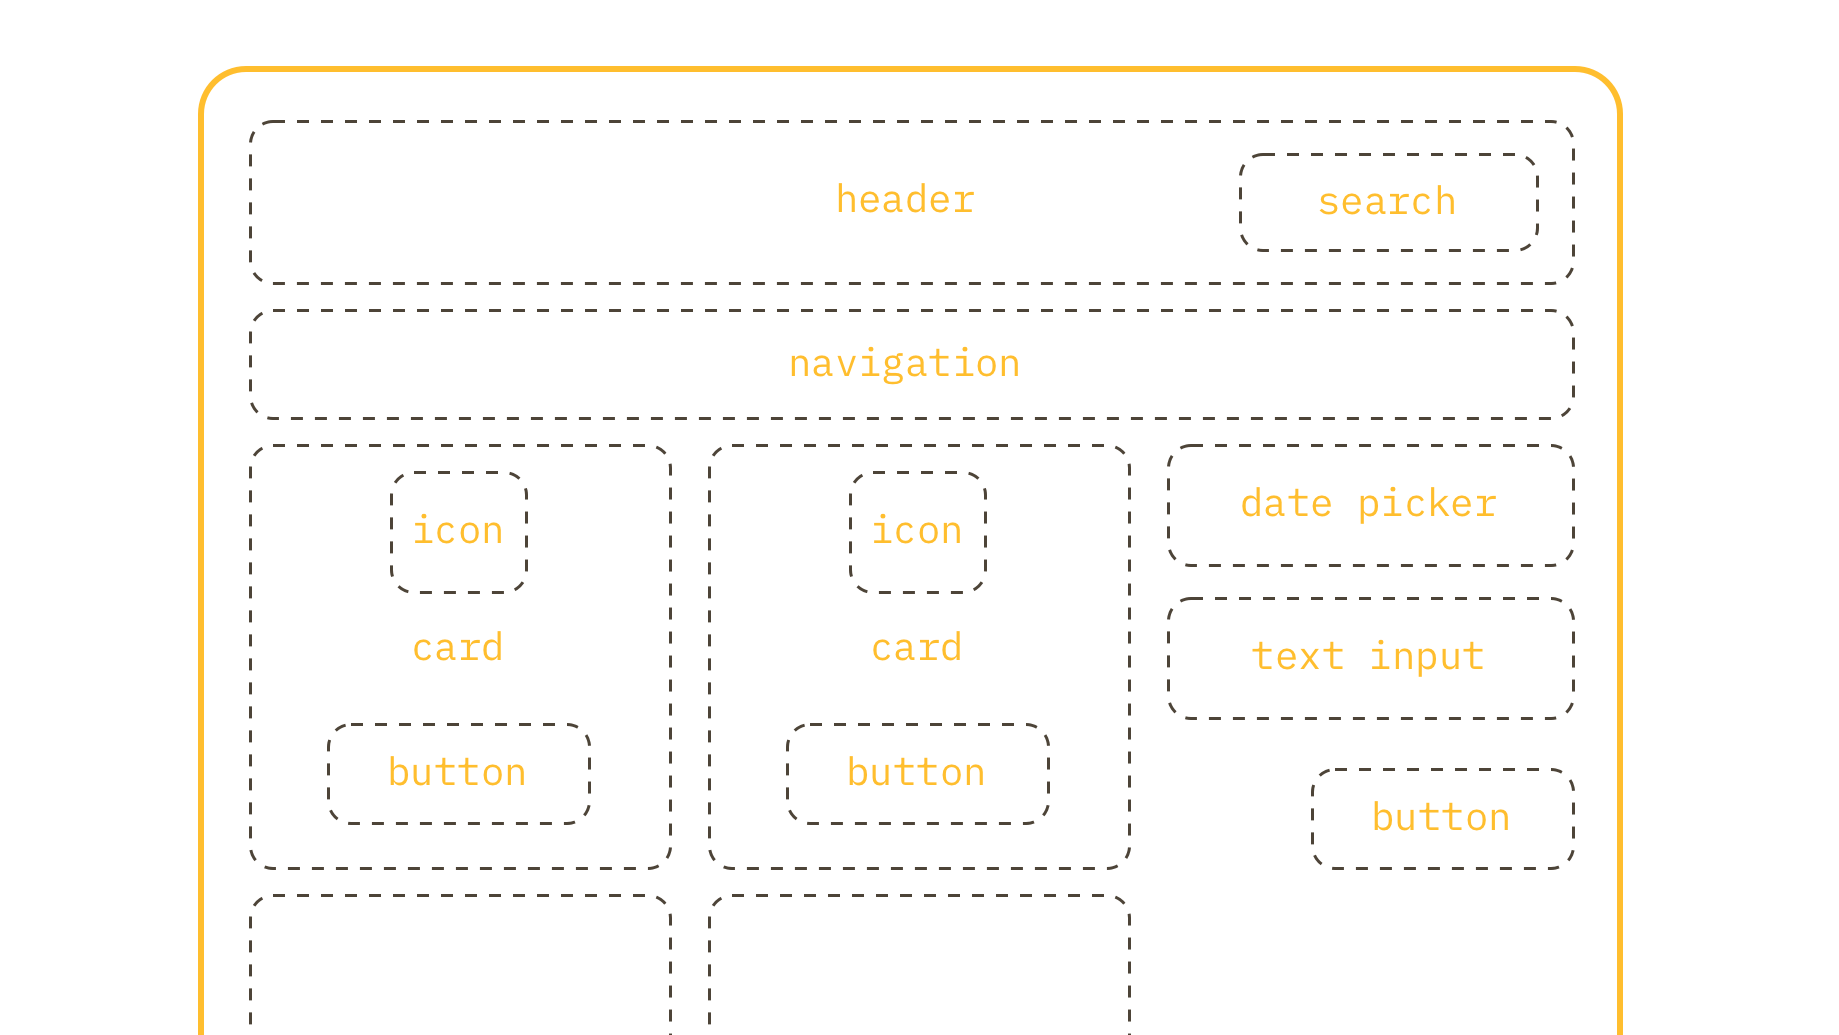 header
search
navigation
icon
card
button
icon
card
button
date picker
text input
button